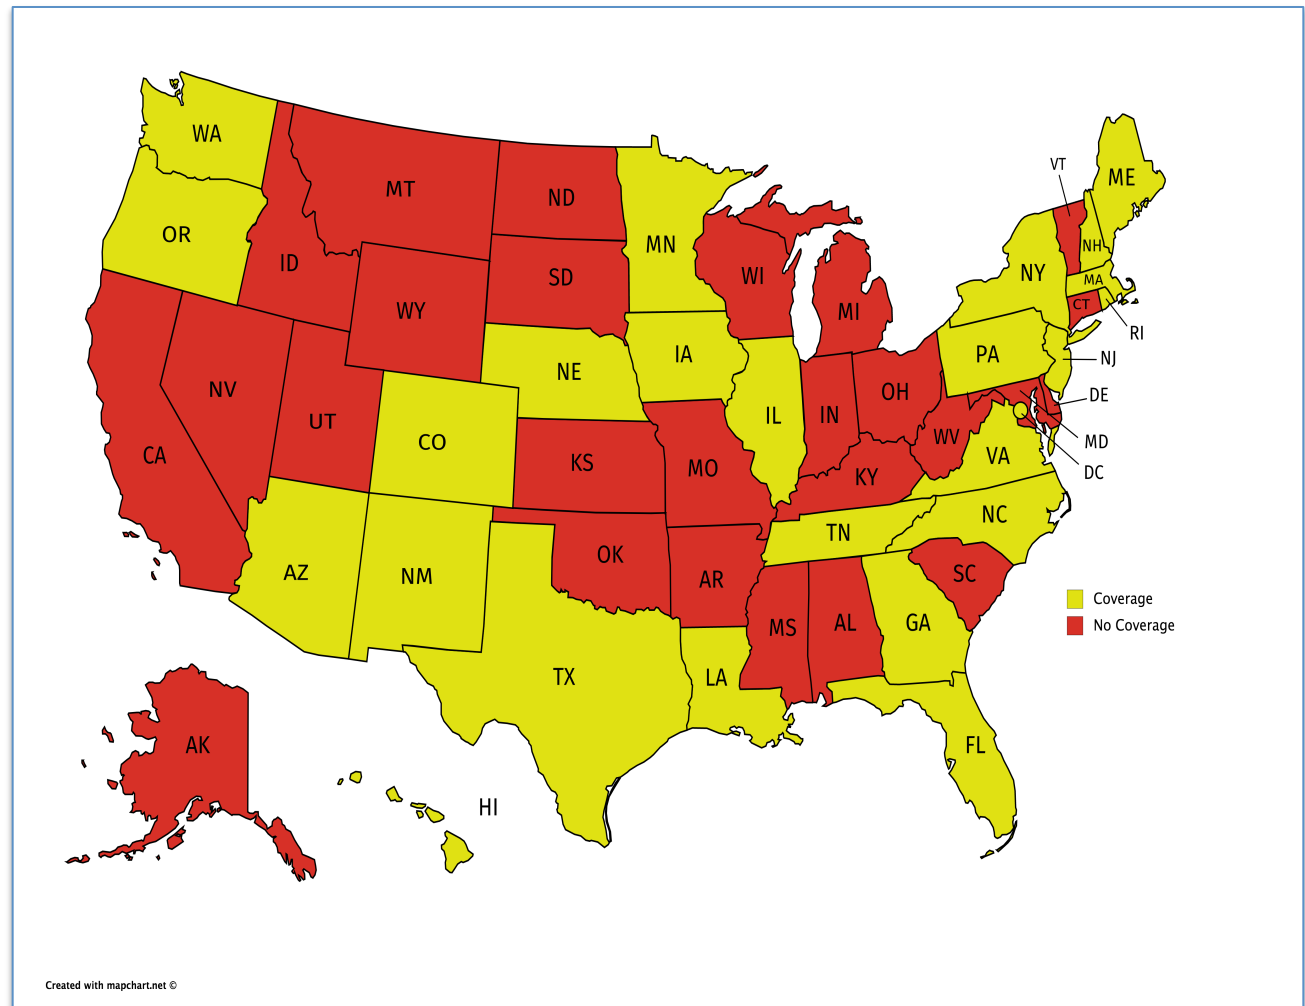 WA
MT
ND
MN
OR
ID
SD
WI
MI
WY
NE
IA
NV
UT
CO
CA
KS
MO
IL
IN
OH
WV
KY
VA
PA
NY
VT
NH
ME
MA
CT
RI
NJ
DE
MD
DC
NC
TN
SC
AZ
NM
OK
AR
MS
AL
GA
TX
LA
FL
AK
HI
Coverage
No Coverage
Created with mapchart.net ©